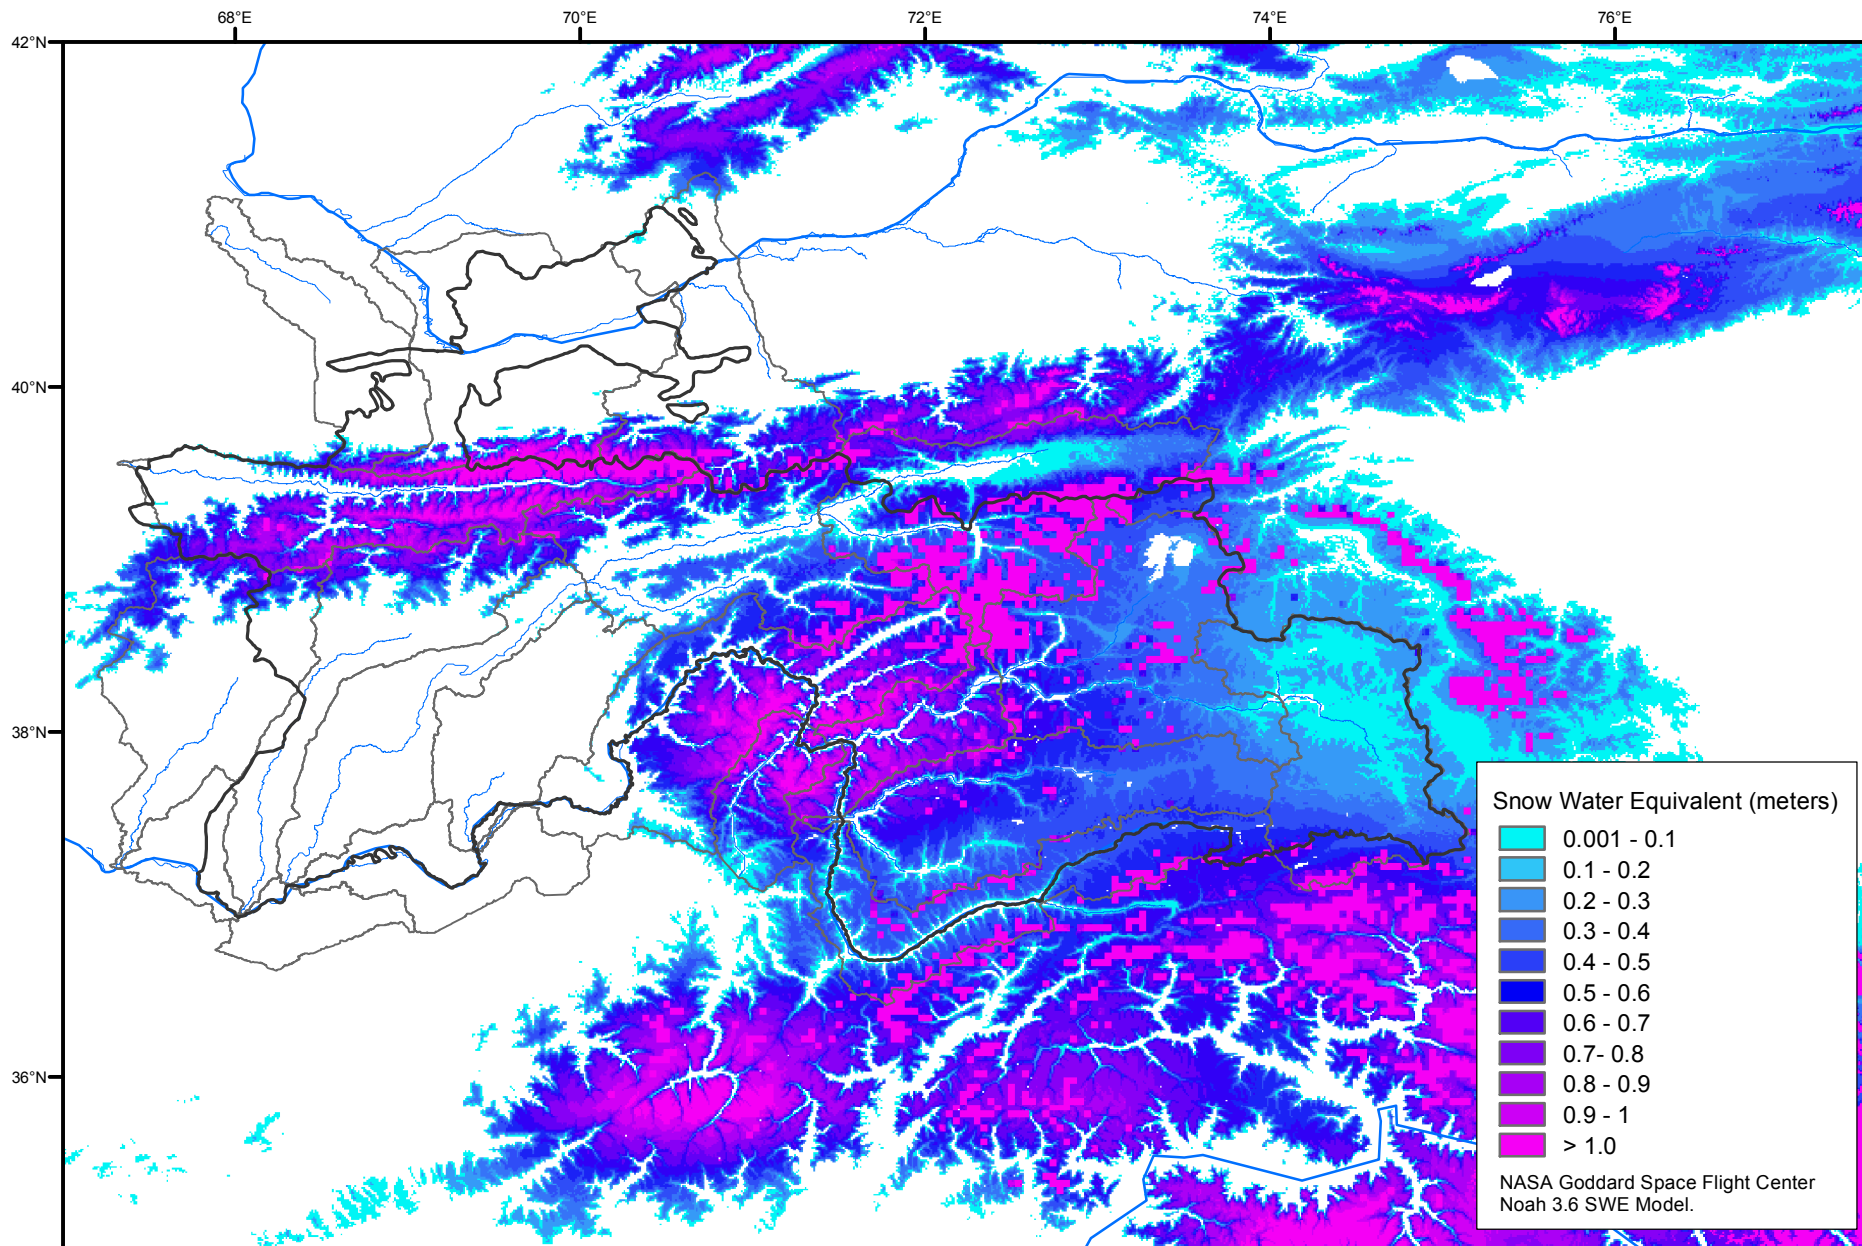 68°E 70°E 72°E 74°E 76°E
42°N
40°N
38°N
36°N
Snow Water Equivalent (meters)
0.001 - 0.1
0.1 - 0.2
0.2 - 0.3
0.3 - 0.4
0.4 - 0.5
0.5 - 0.6
0.6 - 0.7
0.7- 0.8
0.8 - 0.9
0.9 - 1
> 1.0
NASA Goddard Space Flight Center
Noah 3.6 SWE Model.